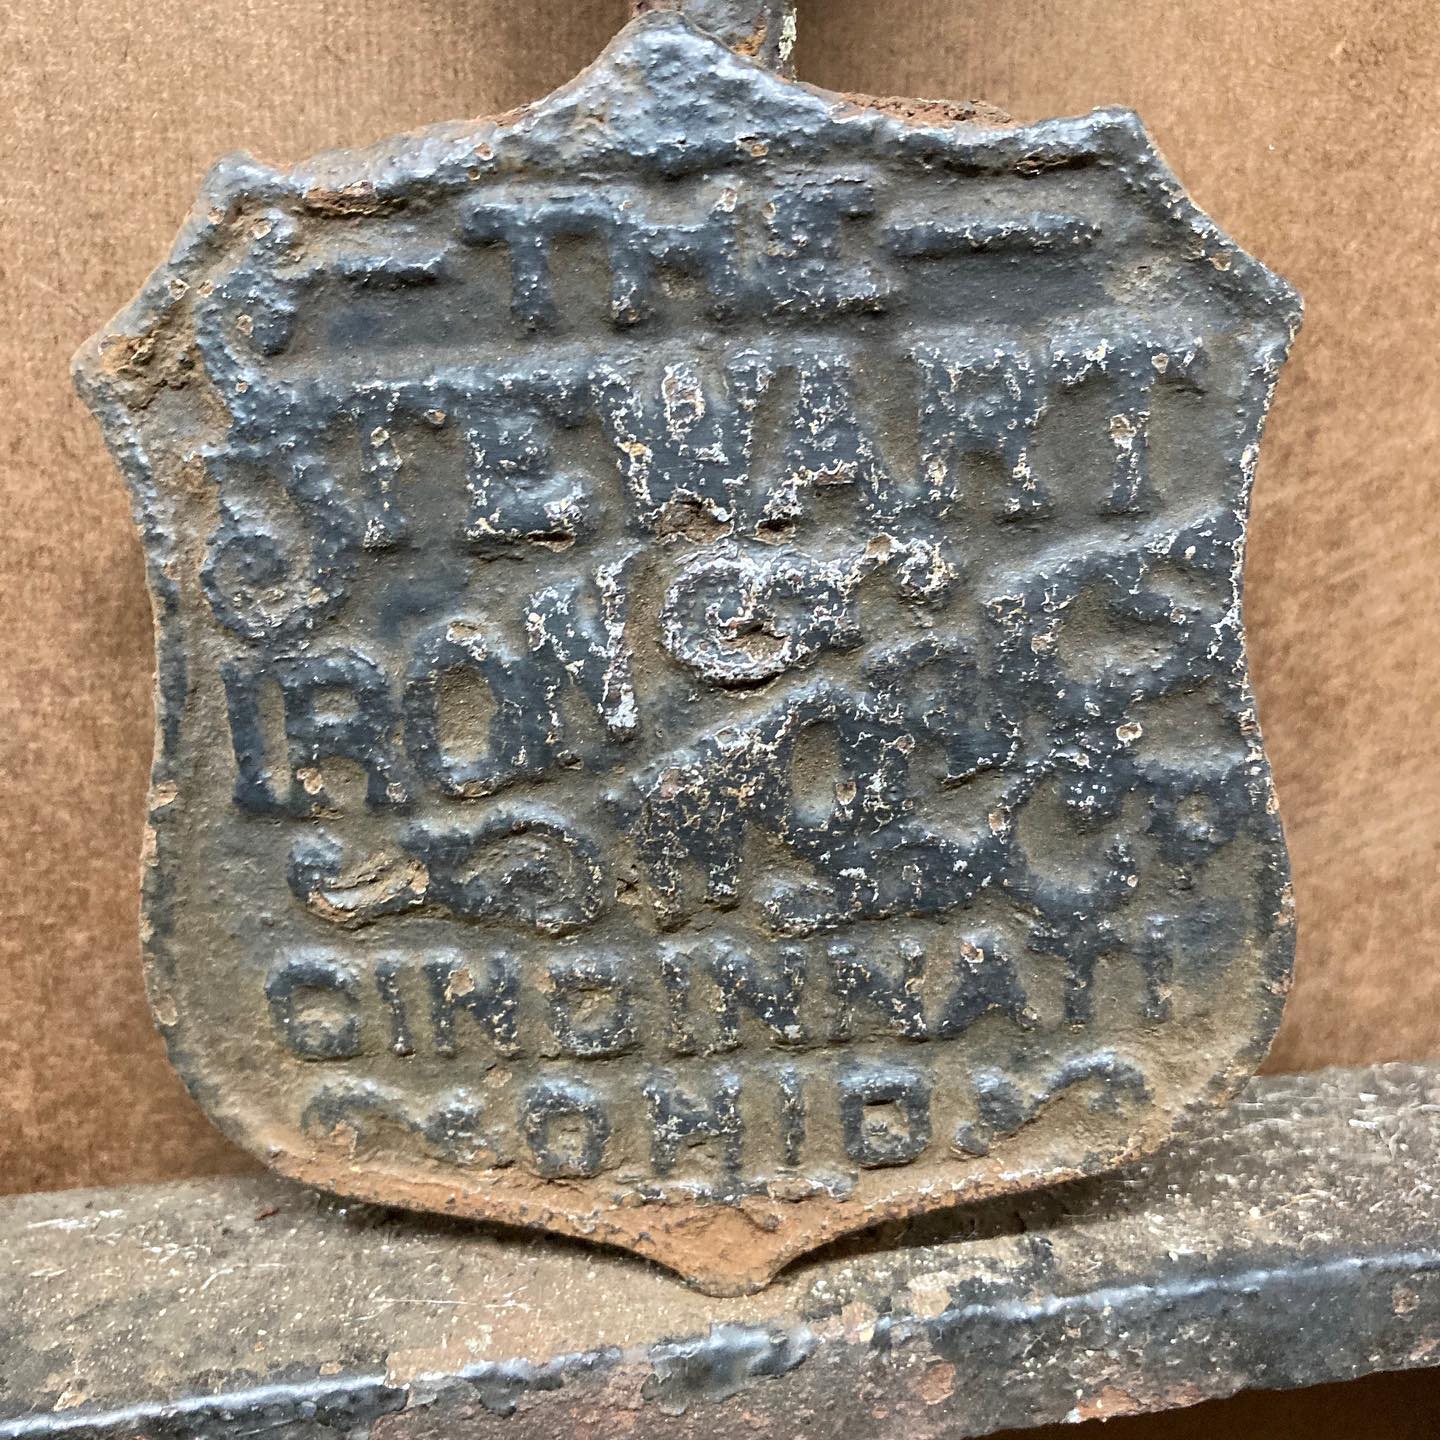 - THE -
STEWART
IRON WORKS Co.
CINCINNATI
OHIO